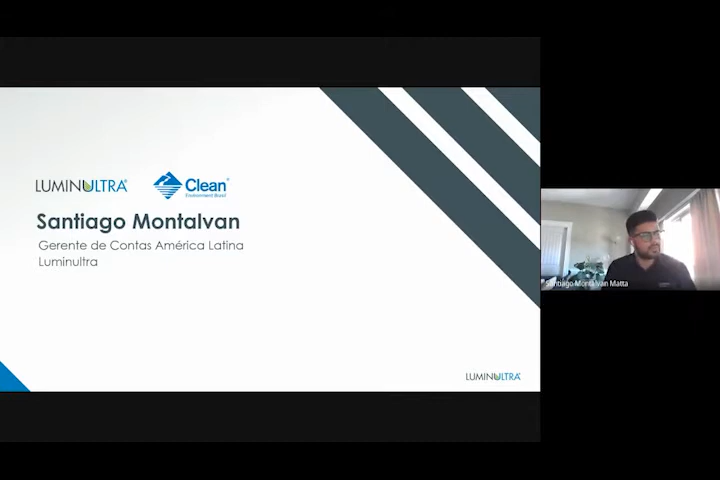 LUMINULTRA
Clean
Environment Brasil
Santiago Montalvan
Gerente de Contas América Latina
Luminultra
Santiago Montalvan Matta
LUMINULTRA